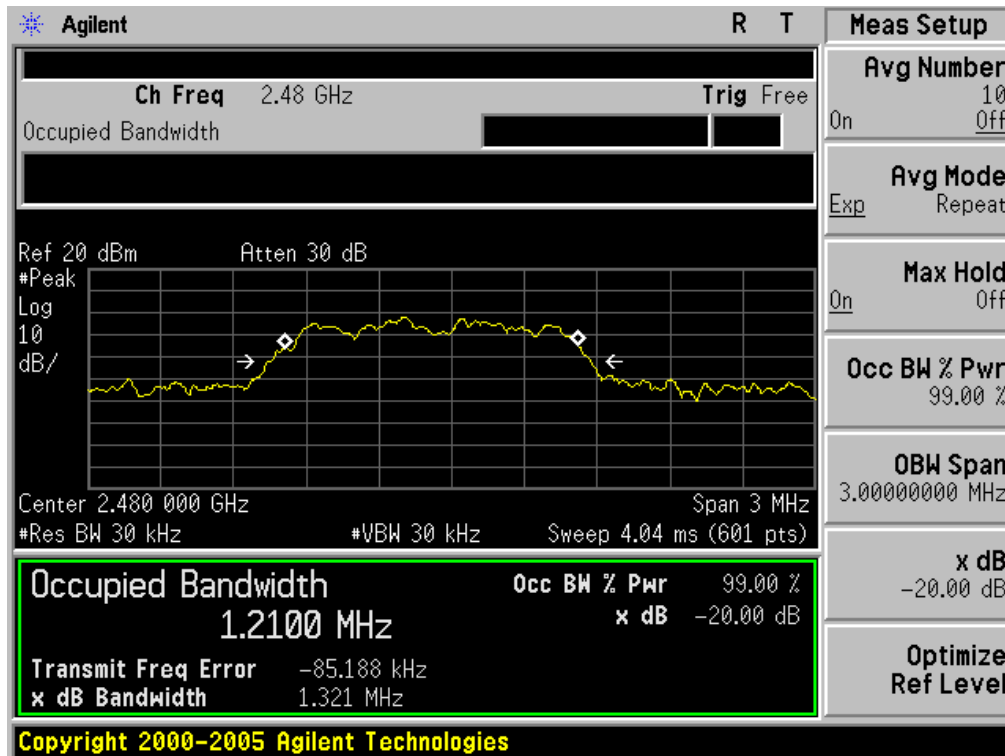 Agilent R T
Ch Freq 2.48 GHz Trig Free
Occupied Bandwidth
Ref 20 dBm Atten 30 dB
#Peak
Log
10
dB/
Center 2.480 000 GHz Span 3 MHz
#Res BW 30 kHz #VBW 30 kHz Sweep 4.04 ms (601 pts)
Occupied Bandwidth Occ BW % Pwr 99.00 %
1.2100 MHz x dB -20.00 dB
Transmit Freq Error -85.188 kHz
x dB Bandwidth 1.321 MHz
Copyright 2000-2005 Agilent Technologies
Meas Setup
Avg Number
10
On Off
Avg Mode
Exp Repeat
Max Hold
On Off
Occ BW % Pwr
99.00 %
OBW Span
3.00000000 MHz
x dB
-20.00 dB
Optimize
Ref Level